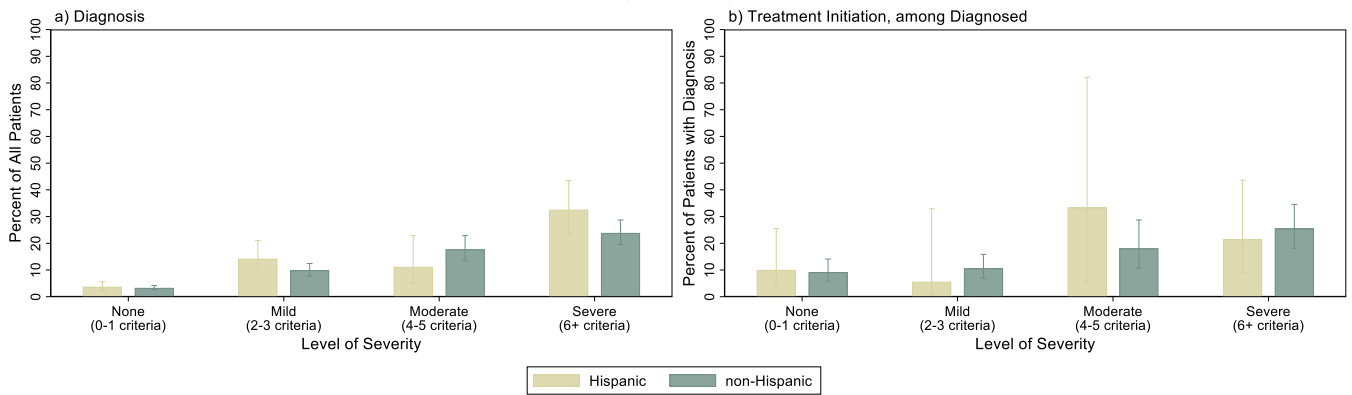 a) Diagnosis
Percent of All Patients
100
90
80
70
60
50
40
30
20
10
0
None
(0-1 criteria)
Mild
(2-3 criteria)
Moderate
(4-5 criteria)
Severe
(6+ criteria)
Level of Severity
b) Treatment Initiation, among Diagnosed
Percent of Patients with Diagnosis
100
90
80
70
60
50
40
30
20
10
0
None
(0-1 criteria)
Mild
(2-3 criteria)
Moderate
(4-5 criteria)
Severe
(6+ criteria)
Level of Severity
Hispanic
non-Hispanic